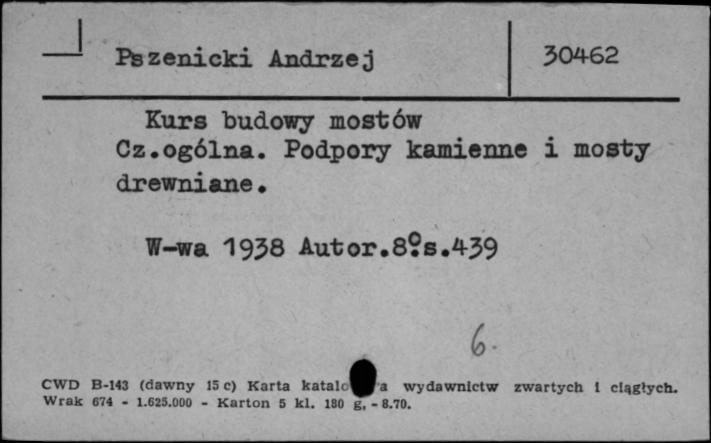 Pszenicki Andrzej 30462
Kurs budowy mostów
Cz.ogólna. Podpory kamienne i mosty
drewniane.
W-wa 1938 Autor.8°.s.439
6.
CWD B-143 (dawny 15 c) Karta wydawnictw zwartych i ciągłych.
Wrak 674 - 1.625.000 - Karton 5 kl. 180 g. - 8.70.